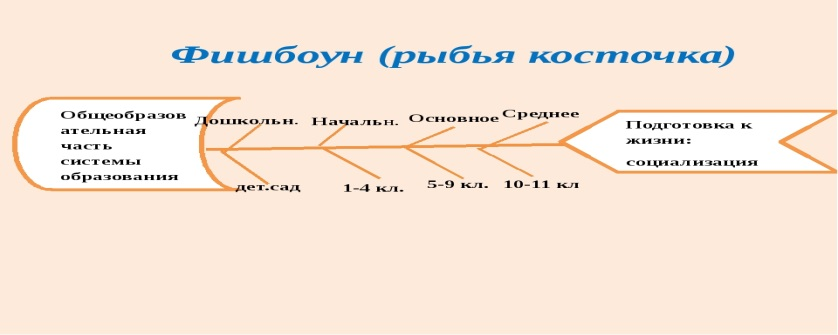 Фишбоун (рыбья косточка)
Общеобразов
ательная
часть
системы
образования
Дошкольн.
Начальн.
Основное
Среднее
дет.сад
1-4 кл.
5-9 кл.
10-11 кл
Подготовка к
жизни:
социализация